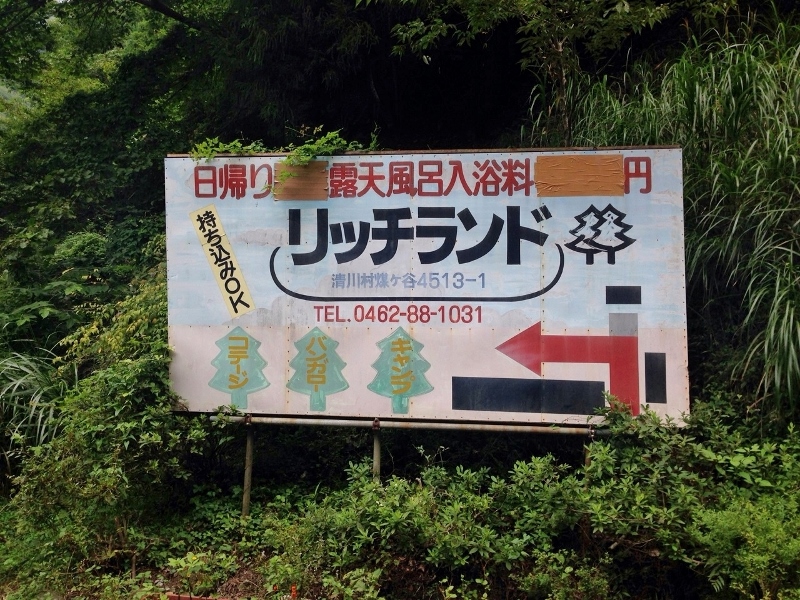 日帰り 露天風呂入浴料 円
持ち込みOK
リッチランド
清川村煤ヶ谷4513-1
TEL.0462-88-1031
コテージ
バンガロー
キャンプ